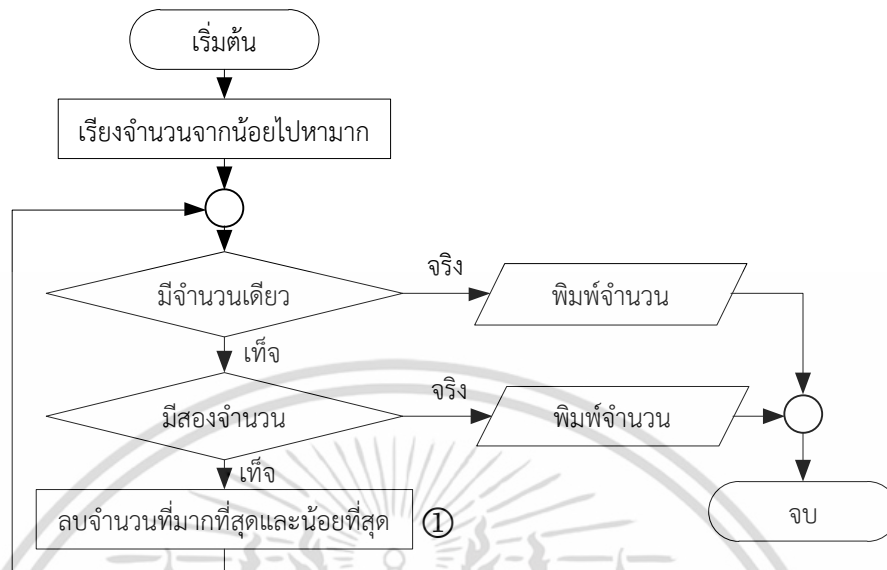 เริ่มต้น
เรียงจำนวนจากน้อยไปหามาก
มีจำนวนเดียว
จริง
พิมพ์จำนวน
เท็จ
มีสองจำนวน
จริง
พิมพ์จำนวน
เท็จ
ลบจำนวนที่มากที่สุดและน้อยที่สุด
①
จบ